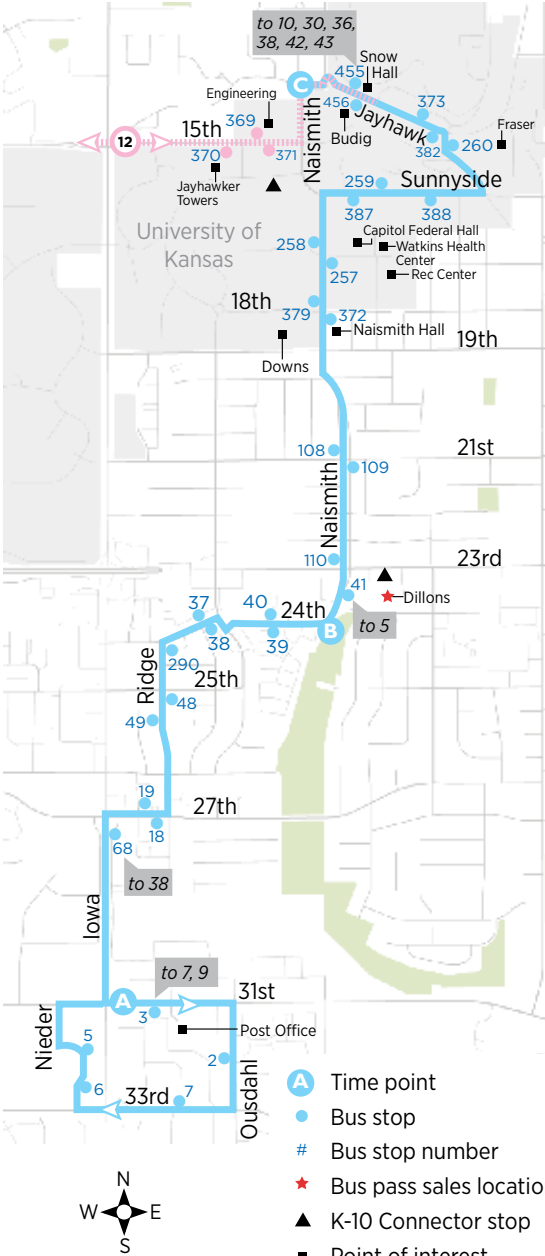 to 10, 30, 36,
38, 42, 43
Snow
Hall
455
C
Engineering
456
373
Jayhawk
Fraser
369
15th
12
Naismith
Budig
382
260
370
371
Jayhawker
Towers
259
Sunnyside
387
388
University of
Kansas
258
Capitol Federal Hall
Watkins Health
Center
257
Rec Center
18th
379
372
Naismith Hall
19th
Downs
108
21st
109
Naismith
110
23rd
41
Dillons
37
40
24th
B
to 5
38
39
290
Ridge
25th
48
49
19
27th
18
68
to 38
Iowa
to 7, 9
A
31st
3
Post Office
Nieder
5
2
6
33rd
7
Ousdahl
A Time point
Bus stop
# Bus stop number
Bus pass sales locatio
K-10 Connector stop
Point of interest
N
W E
S